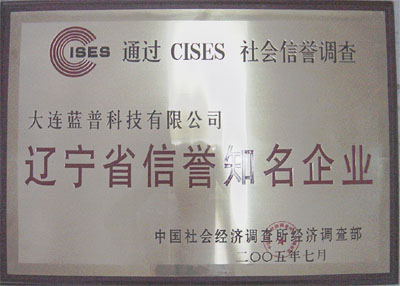 CISES 通过 CISES 社会信誉调查
大连蓝普科技有限公司
辽宁省信誉知名企业
中国社会经济调查所经济调查部
二〇〇五年七月